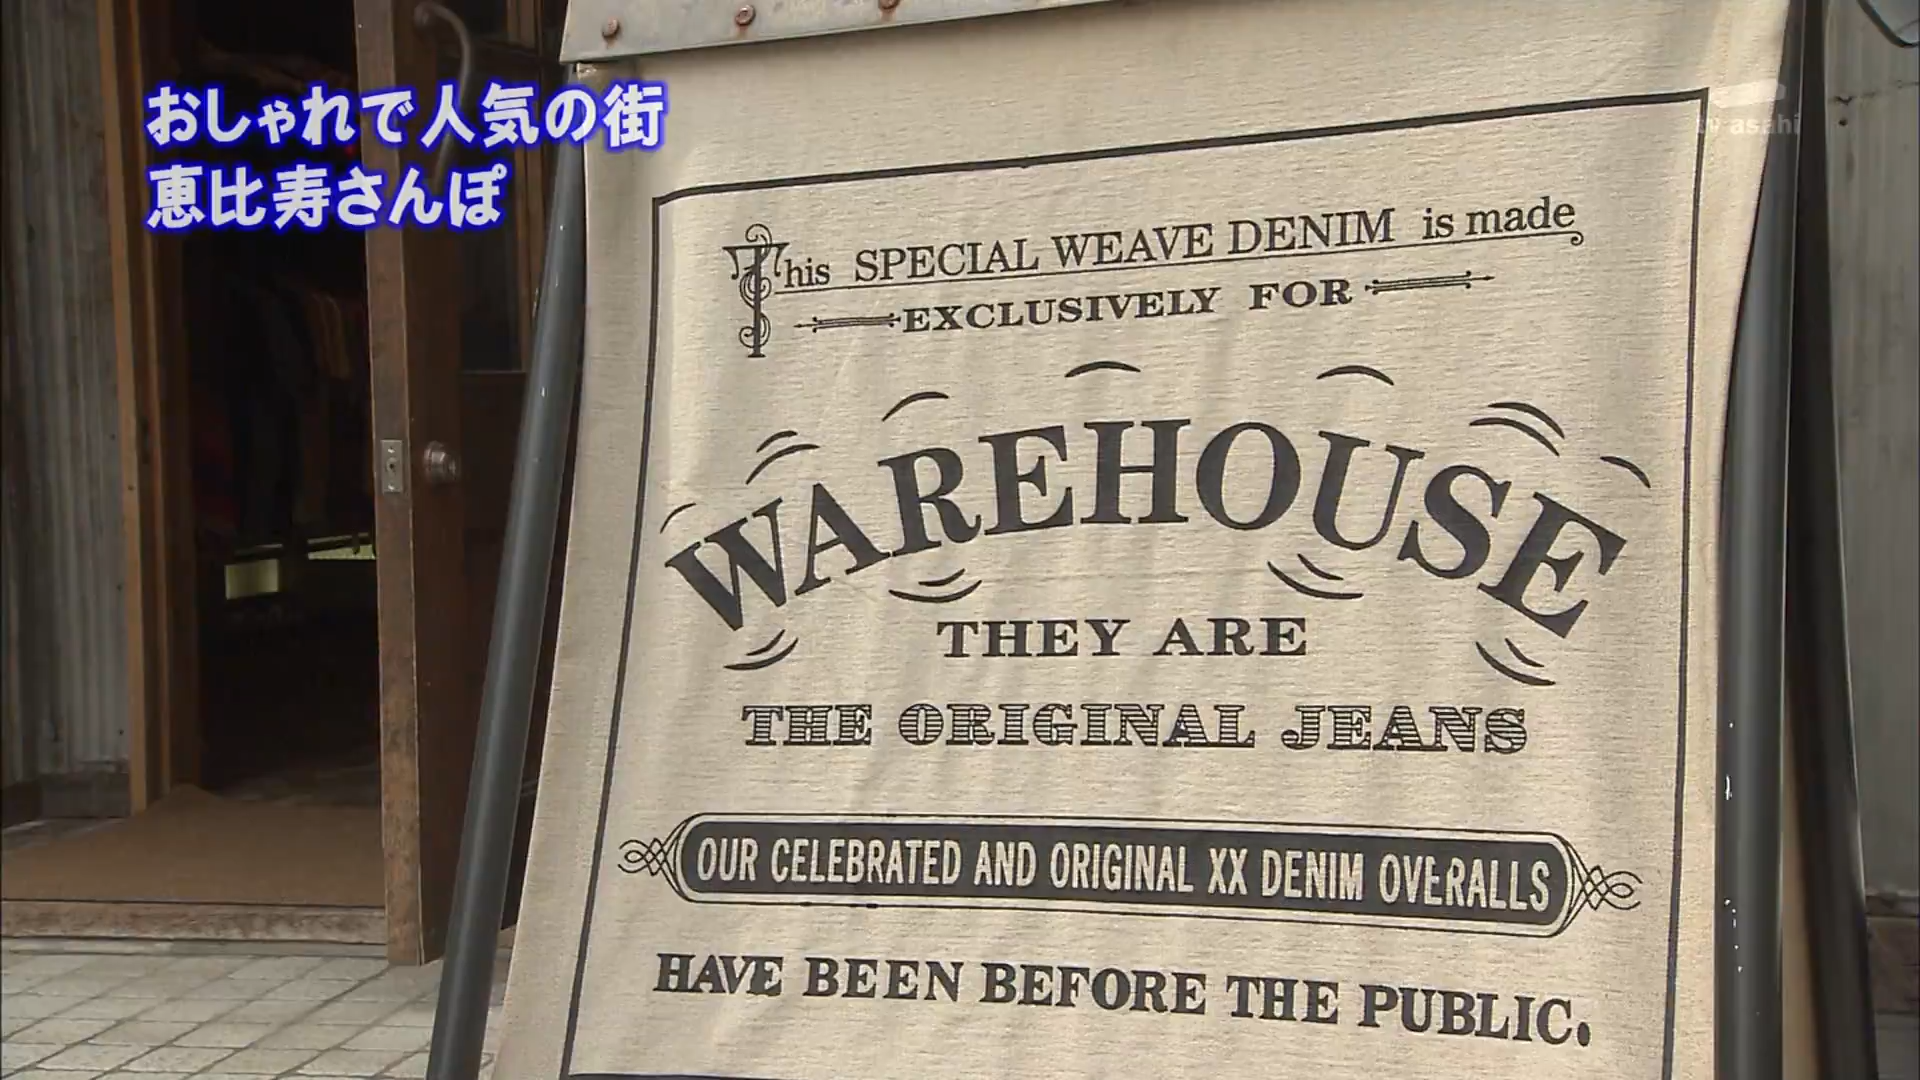 おしゃれで人気の街
恵比寿さんぽ
tv asahi
This SPECIAL WEAVE DENIM is made
EXCLUSIVELY FOR
WAREHOUSE
THEY ARE
THE ORIGINAL JEANS
OUR CELEBRATED AND ORIGINAL XX DENIM OVERALLS
HAVE BEEN BEFORE THE PUBLIC.